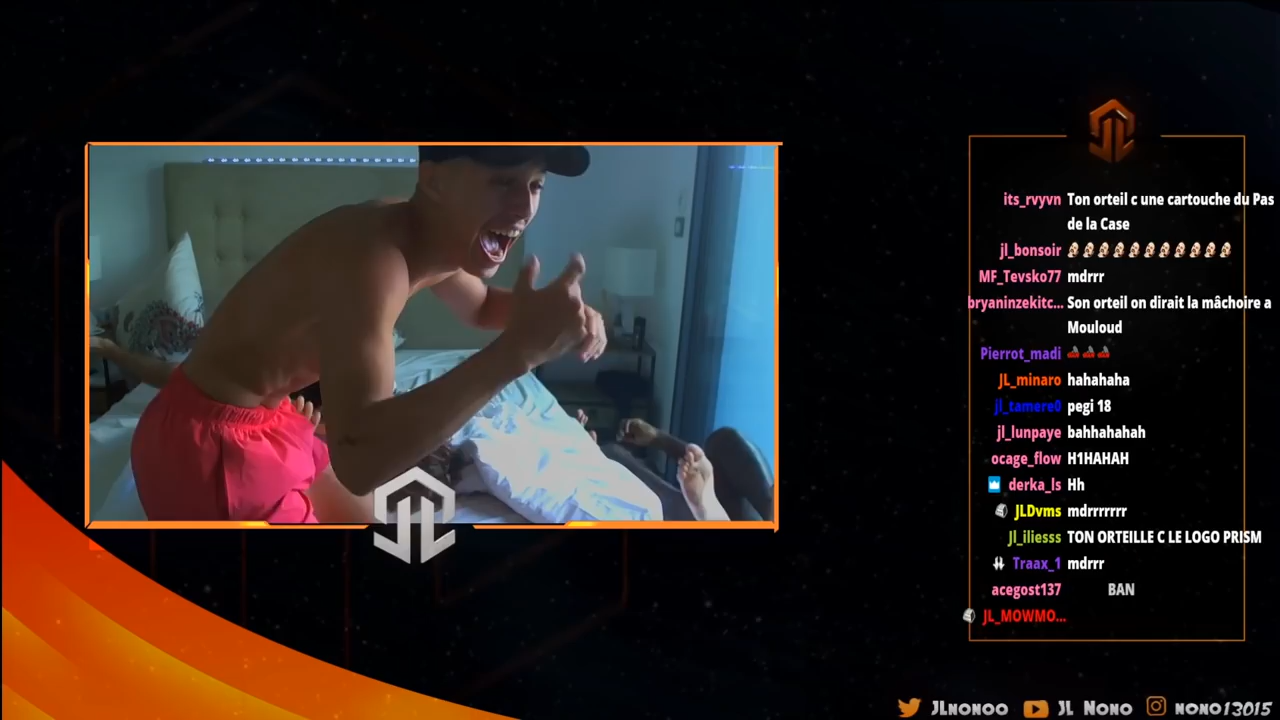 its_rvyvn Ton orteil c une cartouche du Pas
de la Case
jl_bonsoir
MF_Tevsko77 mdrrr
bryaninzekitc... Son orteil on dirait la mâchoire a
Mouloud
Pierrot_madi
JL_minaro hahahaha
jl_tamere0 pegi 18
jl_lunpaye bahhahahah
ocage_flow H1HAHAH
derka_ls Hh
JLDvms mdrrrrrrr
Jl_iliesss TON ORTEILLE C LE LOGO PRISM
Traax_1 mdrrr
acegost137 BAN
JL_MOWMO...
JL
JLnonoo JL Nono nono13015